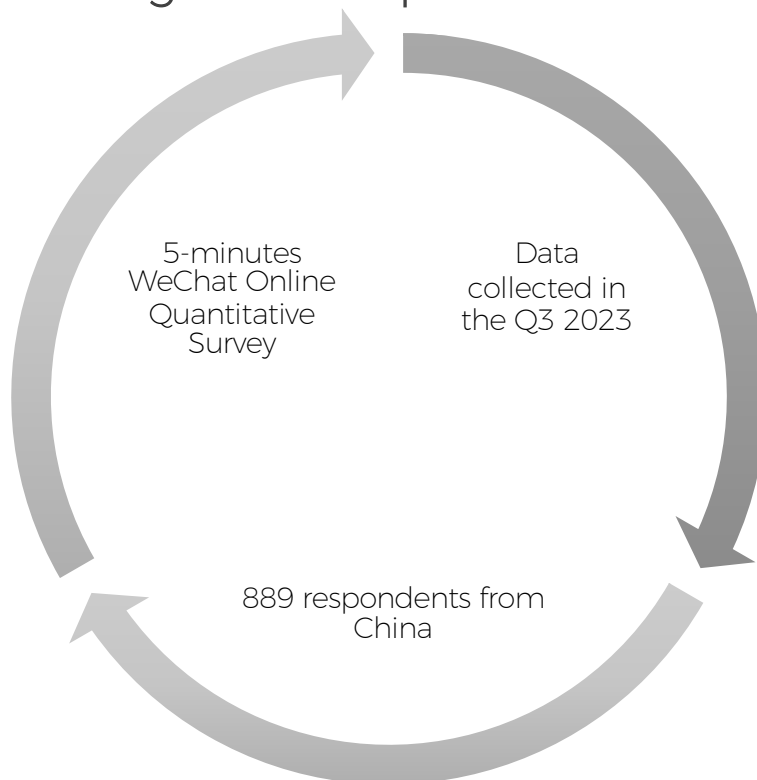 5-minutes
WeChat Online
Quantitative
Survey
Data
collected in
the Q3 2023
889 respondents from
China